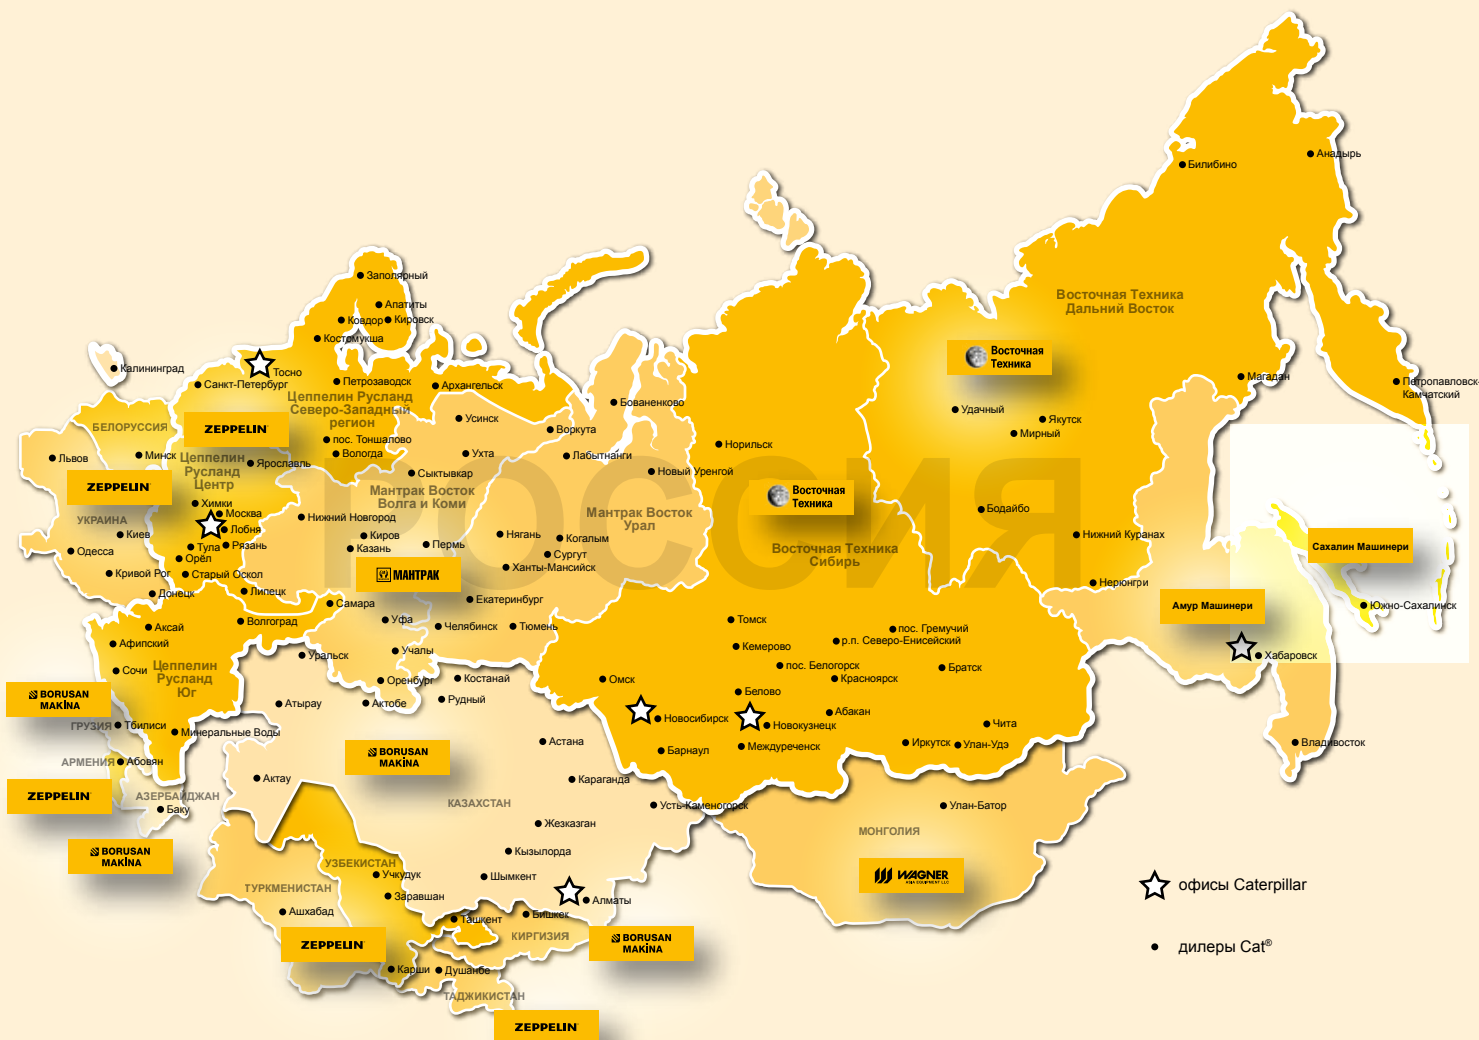 Билибино
Анадырь
Заполярный
Апатиты
Ковдор
Кировск
Костомукша
Восточная Техника
Дальний Восток
Восточная
Техника
Калининград
Тосно
Санкт-Петербург
Петрозаводск
Архангельск
Цеппелин Русланд
Северо-Западный
регион
Бованенково
Магадан
Петропавловск-
Камчатский
Удачный
Якутск
Мирный
БЕЛОРУССИЯ
ZEPPELIN
Усинск
Воркута
пос. Тоншалово
Вологда
Норильск
Львов
Минск
Цеппелин
Русланд
Центр
Ярославль
Ухта
Лабытнанги
Сыктывкар
Новый Уренгой
РОССИЯ
ZEPPELIN
Мантрак Восток
Волга и Коми
Восточная
Техника
Химки
Москва
Мантрак Восток
Урал
Бодайбо
УКРАИНА
Киев
Лобня
Нижний Новгород
Киров
Казань
Пермь
Нягань
Когалым
Сургут
Ханты-Мансийск
Восточная Техника
Сибирь
Нижний Куранах
Сахалин Машинери
Одесса
Тула
Рязань
Орёл
Кривой Рог
Старый Оскол
МАНТРАК
Нерюнгри
Донецк
Липецк
Самара
Екатеринбург
Амур Машинери
Южно-Сахалинск
Аксай
Волгоград
Уфа
Челябинск
Тюмень
Томск
пос. Гремучий
р.п. Северо-Енисейский
Афипский
Учалы
Кемерово
Уральск
Хабаровск
Сочи
Цеппелин
Русланд
Юг
Оренбург
Костанай
Омск
пос. Белогорск
Красноярск
Братск
BORUSAN
MAKİNA
Атырау
Актобе
Рудный
Белово
ГРУЗИЯ
Тбилиси
Минеральные Воды
Новосибирск
Новокузнецк
Абакан
Чита
BORUSAN
MAKİNA
Астана
Барнаул
Междуреченск
Иркутск
Улан-Удэ
Владивосток
АРМЕНИЯ
Абовян
Актау
Караганда
ZEPPELIN
АЗЕРБАЙДЖАН
Баку
КАЗАХСТАН
Усть-Каменогорск
Улан-Батор
Жезказган
МОНГОЛИЯ
BORUSAN
MAKİNA
Кызылорда
УЗБЕКИСТАН
Учкудук
Шымкент
WAGNER
ASIA EQUIPMENT LLC
ТУРКМЕНИСТАН
Заравшан
Алматы
офисы Caterpillar
Ашхабад
Ташкент
Бишкек
ZEPPELIN
КИРГИЗИЯ
BORUSAN
MAKİNA
дилеры Cat®
Карши
Душанбе
ТАДЖИКИСТАН
ZEPPELIN